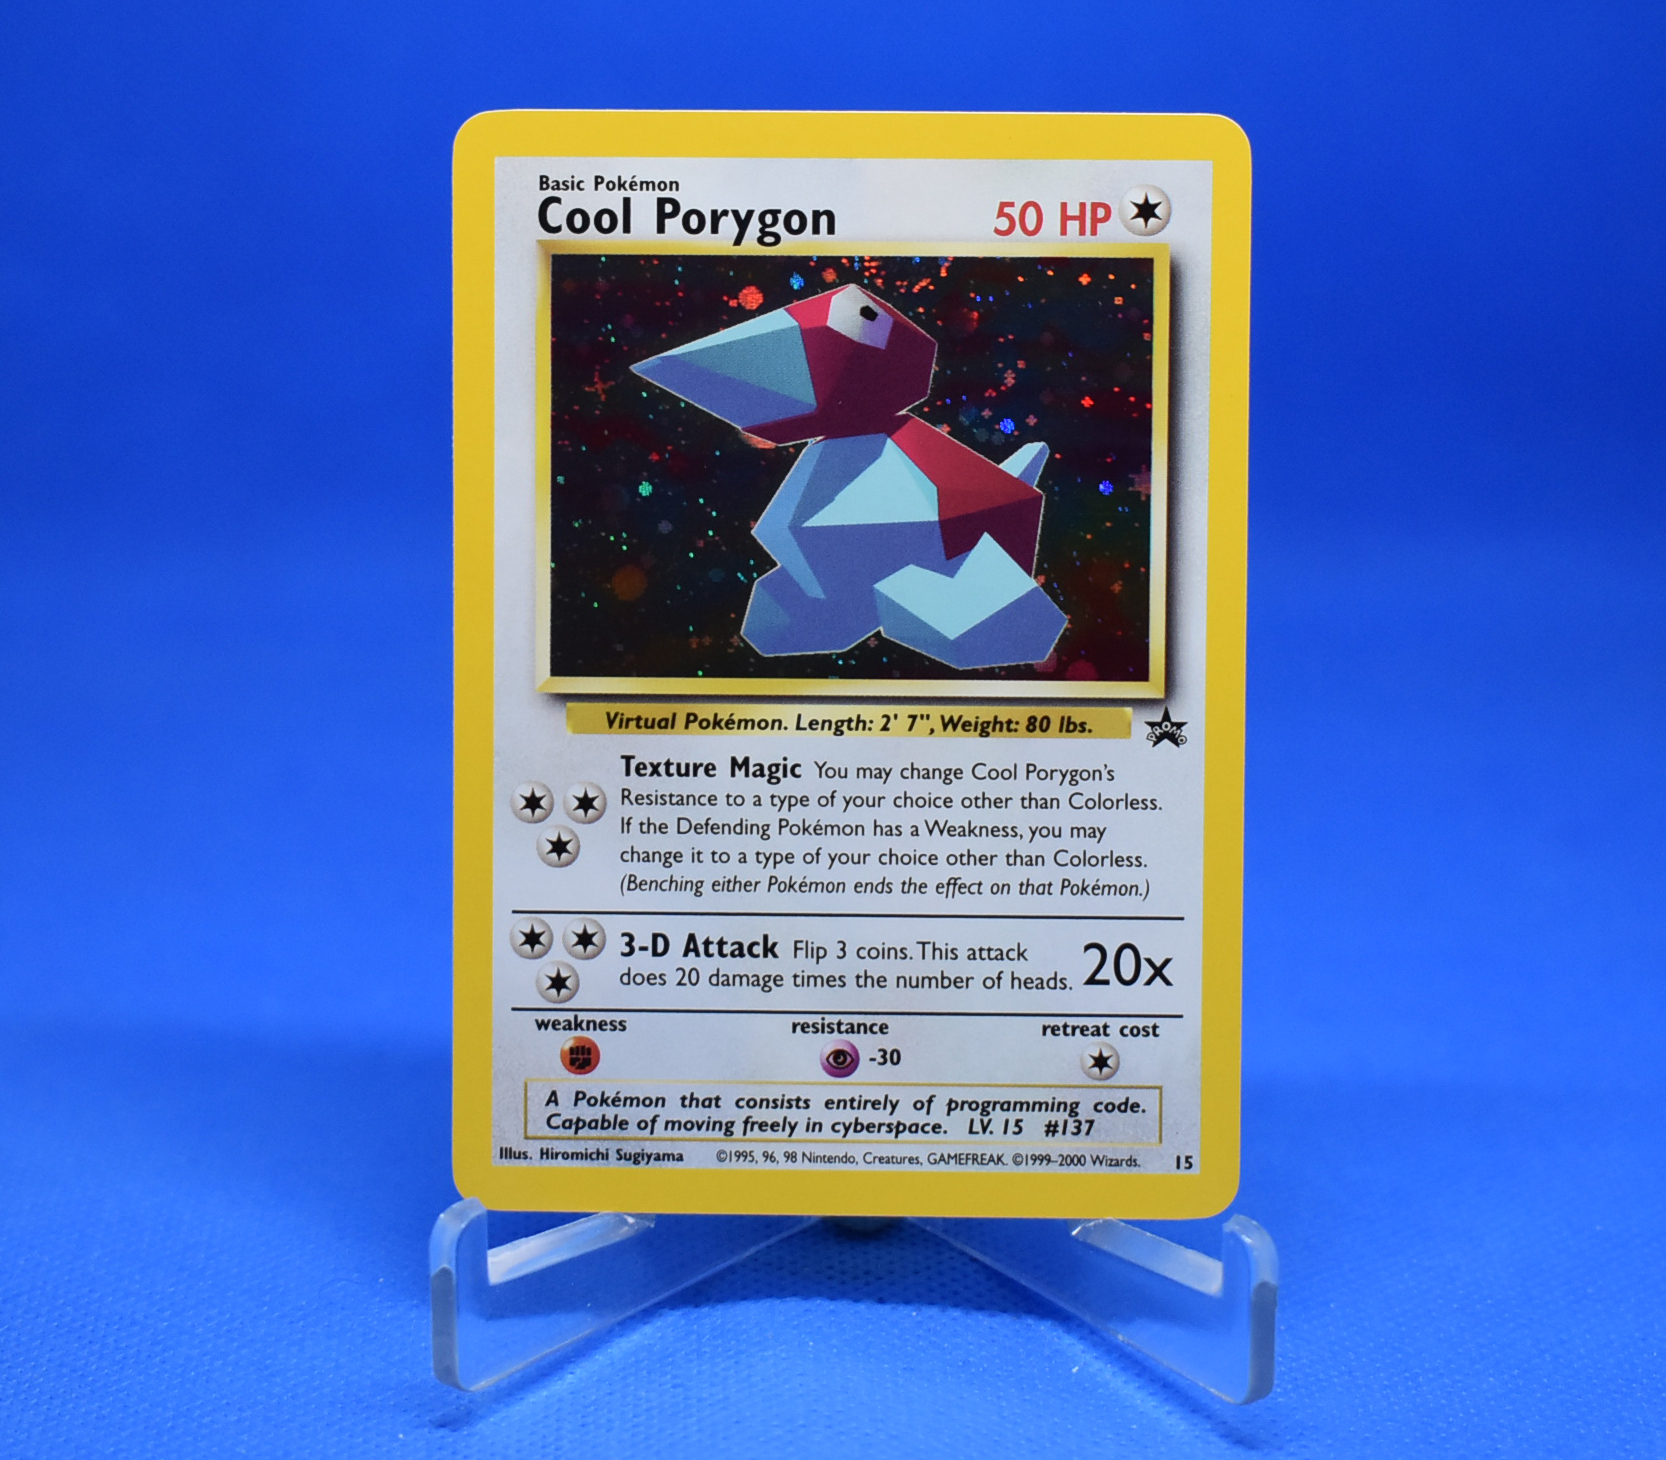 Basic Pokémon
Cool Porygon
50 HP
Virtual Pokémon. Length: 2' 7", Weight: 80 lbs.
PROMO
Texture Magic You may change Cool Porygon's
Resistance to a type of your choice other than Colorless.
If the Defending Pokémon has a Weakness, you may
change it to a type of your choice other than Colorless.
(Benching either Pokémon ends the effect on that Pokémon.)
3-D Attack Flip 3 coins. This attack
does 20 damage times the number of heads.
20x
weakness
resistance
retreat cost
-30
A Pokémon that consists entirely of programming code.
Capable of moving freely in cyberspace. LV. 15 #137
Illus. Hiromichi Sugiyama ©1995, 96, 98 Nintendo, Creatures, GAMEFREAK. ©1999–2000 Wizards. 15